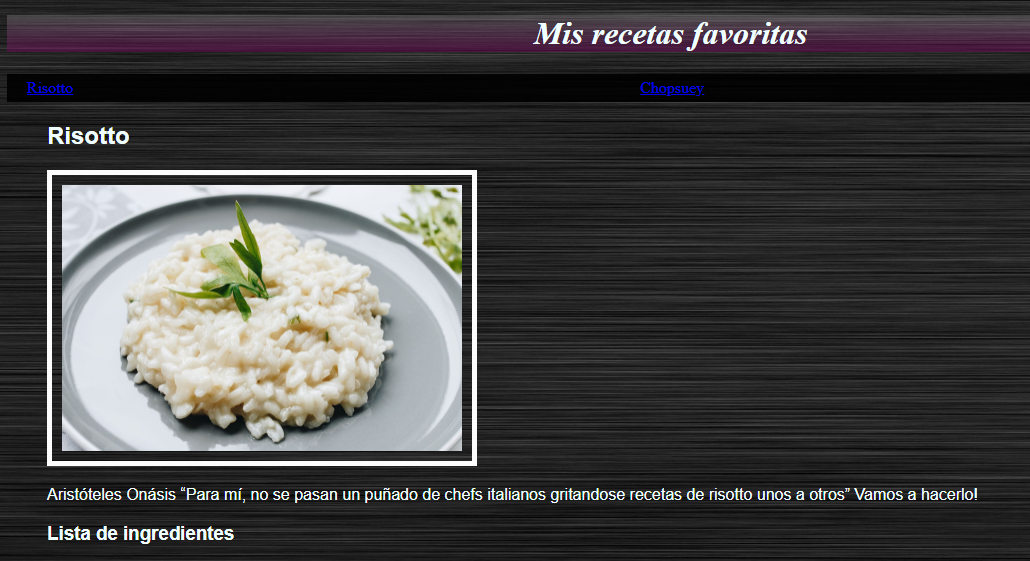 Mis recetas favoritas
Risotto Chopsuey
Risotto
Aristóteles Onásis “Para mí, no se pasan un puñado de chefs italianos gritandose recetas de risotto unos a otros” Vamos a hacerlo!
Lista de ingredientes